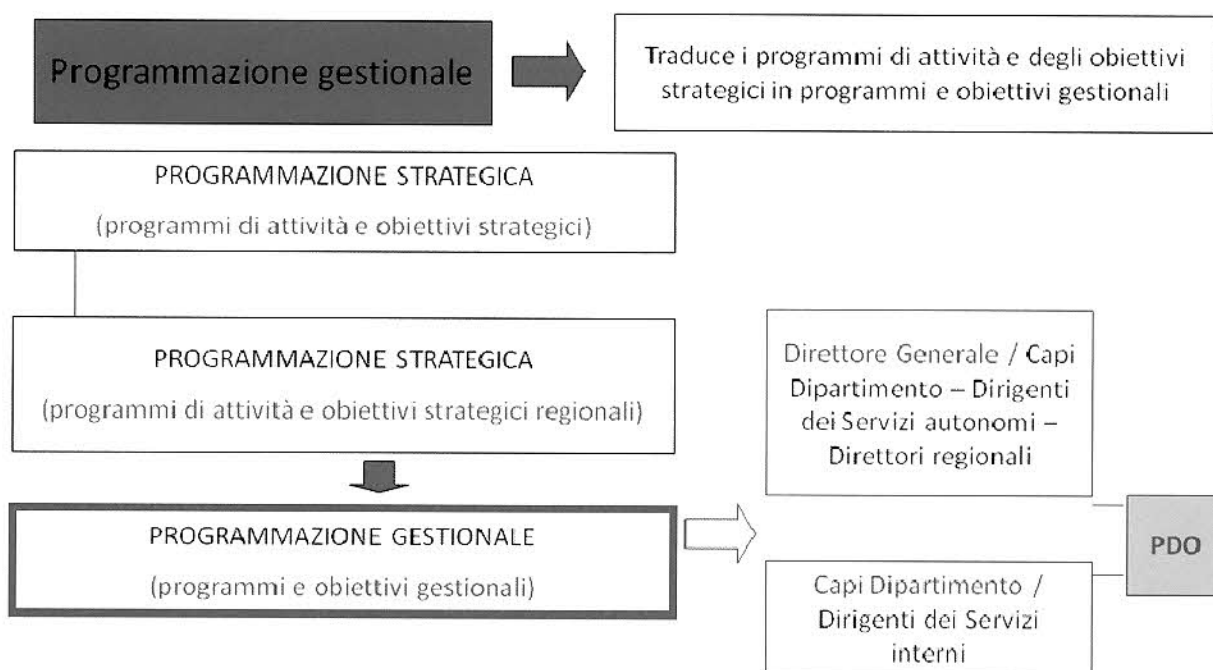 Programmazione gestionale
Traduce i programmi di attività e degli obiettivi
strategici in programmi e obiettivi gestionali
PROGRAMMAZIONE STRATEGICA
(programmi di attività e obiettivi strategici)
PROGRAMMAZIONE STRATEGICA
(programmi di attività e obiettivi strategici regionali)
Direttore Generale / Capi
Dipartimento – Dirigenti
dei Servizi autonomi –
Direttori regionali
PROGRAMMAZIONE GESTIONALE
(programmi e obiettivi gestionali)
PDO
Capi Dipartimento /
Dirigenti dei Servizi
interni